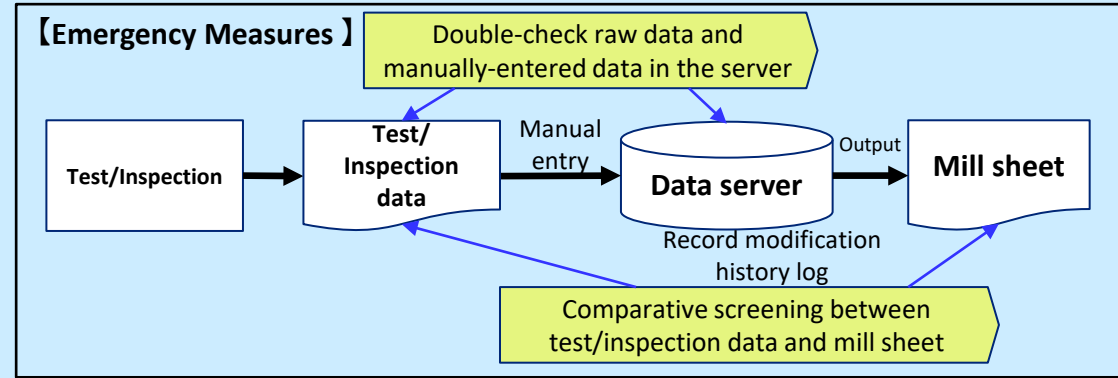 【Emergency Measures 】
Double-check raw data and
manually-entered data in the server
Test/Inspection
Test/
Inspection
data
Manual
entry
Data server
Output
Mill sheet
Record modification
history log
Comparative screening between
test/inspection data and mill sheet